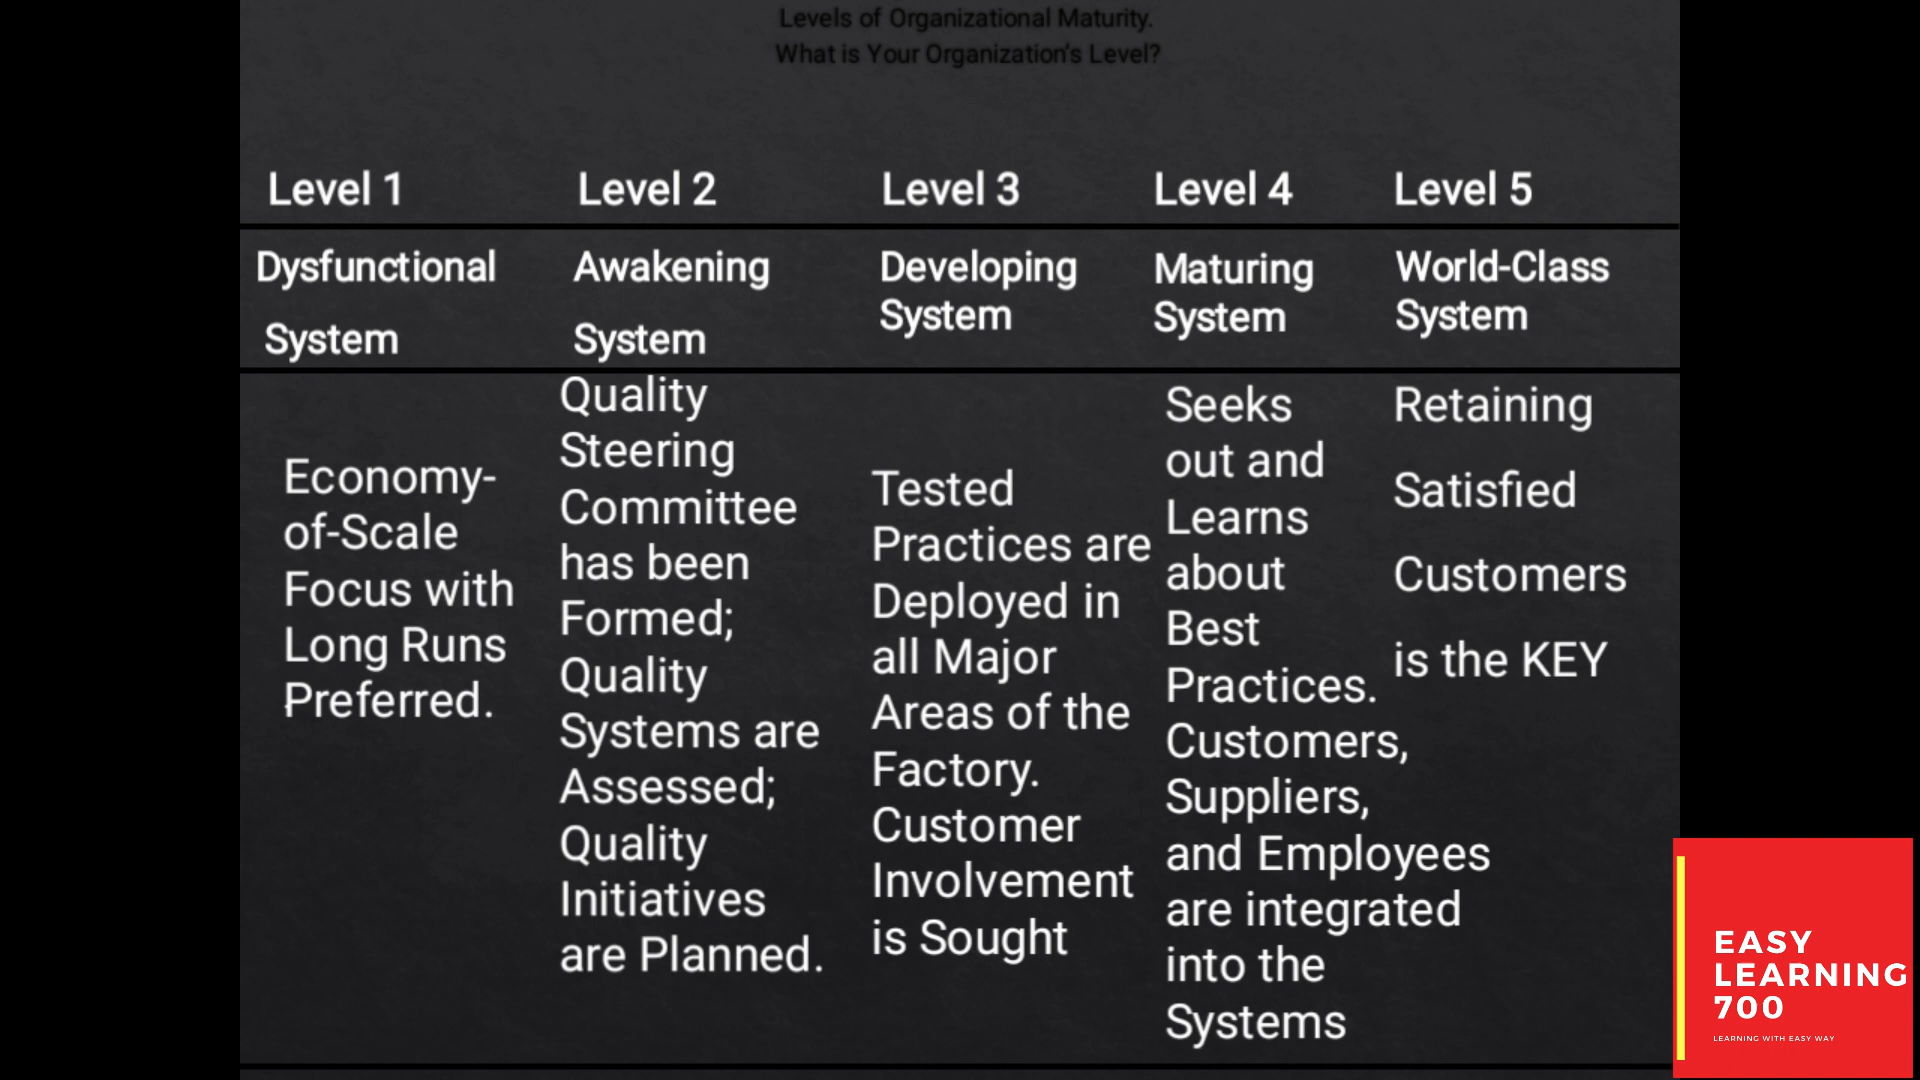 Levels of Organizational Maturity.
What is Your Organization's Level?
Level 1
Level 2
Level 3
Level 4
Level 5
Dysfunctional
System
Awakening
System
Developing
System
Maturing
System
World-Class
System
Economy-
of-Scale
Focus with
Long Runs
Preferred.
Quality
Steering
Committee
has been
Formed;
Quality
Systems are
Assessed;
Quality
Initiatives
are Planned.
Tested
Practices are
Deployed in
all Major
Areas of the
Factory.
Customer
Involvement
is Sought
Seeks
out and
Learns
about
Best
Practices.
Customers,
Suppliers,
and Employees
are integrated
into the
Systems
Retaining
Satisfied
Customers
is the KEY
EASY
LEARNING
700
LEARNING WITH EASY WAY